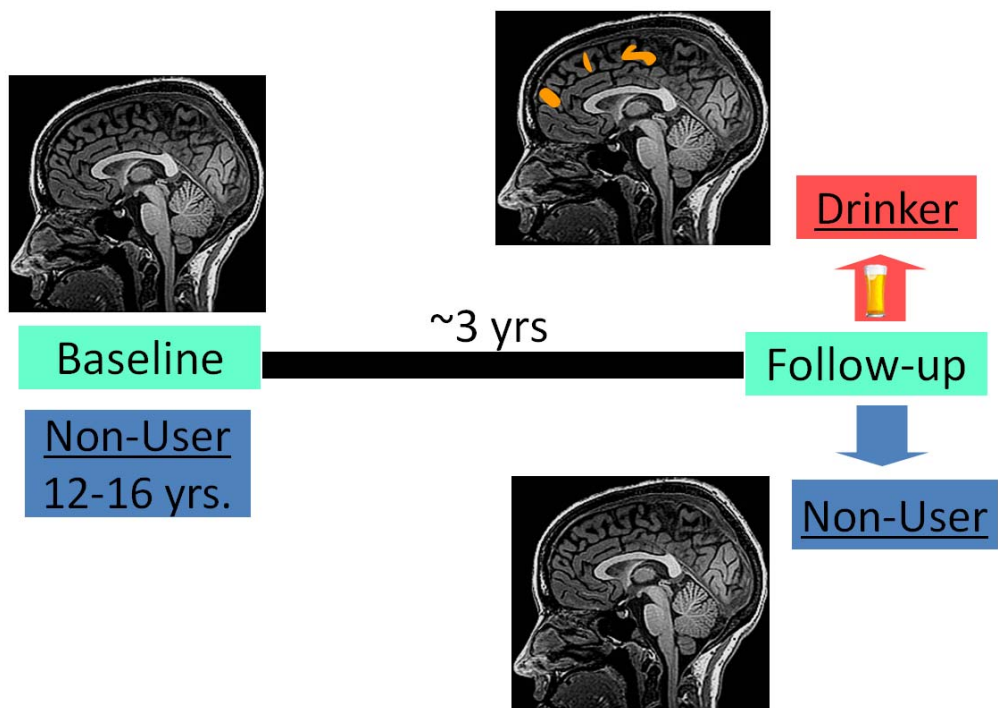 Drinker
~3 yrs
Baseline
Follow-up
Non-User
12-16 yrs.
Non-User